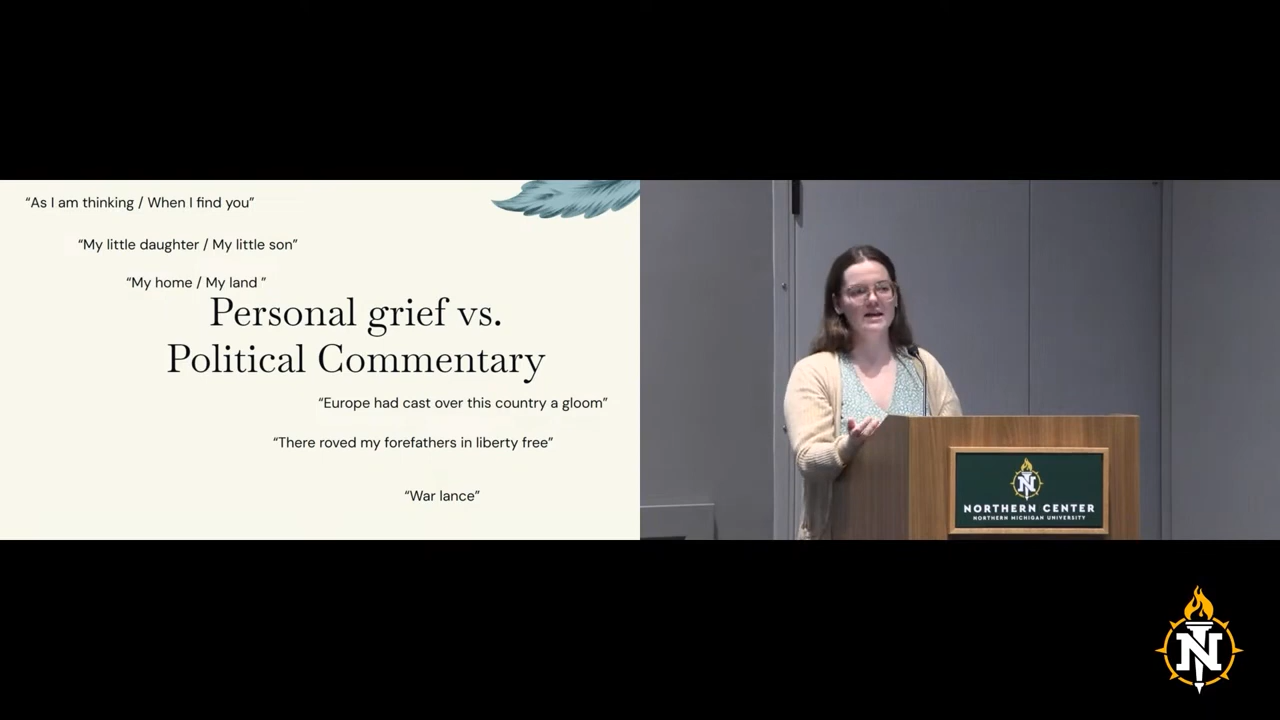 “As I am thinking / When I find you”
“My little daughter / My little son”
“My home / My land ”
Personal grief vs.
Political Commentary
“Europe had cast over this country a gloom”
“There roved my forefathers in liberty free”
“War lance”
N
NORTHERN CENTER
NORTHERN MICHIGAN UNIVERSITY
N